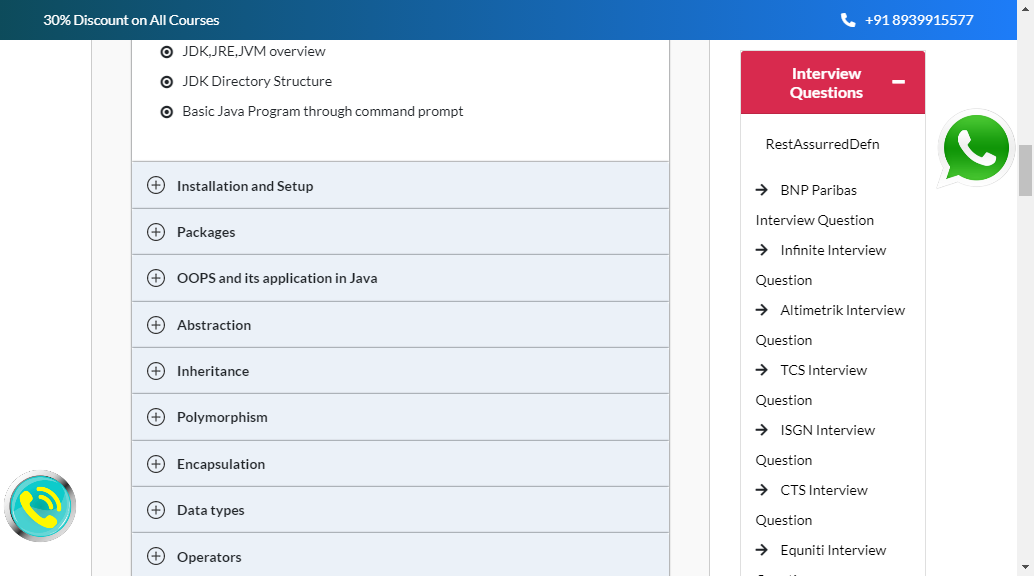 30% Discount on All Courses
+91 8939915577
JDK,JRE,JVM overview
JDK Directory Structure
Basic Java Program through command prompt
Installation and Setup
Packages
OOPS and its application in Java
Abstraction
Inheritance
Polymorphism
Encapsulation
Data types
Operators
Interview
Questions
RestAssurredDefn
BNP Paribas
Interview Question
Infinite Interview
Question
Altimetrik Interview
Question
TCS Interview
Question
ISGN Interview
Question
CTS Interview
Question
Equniti Interview